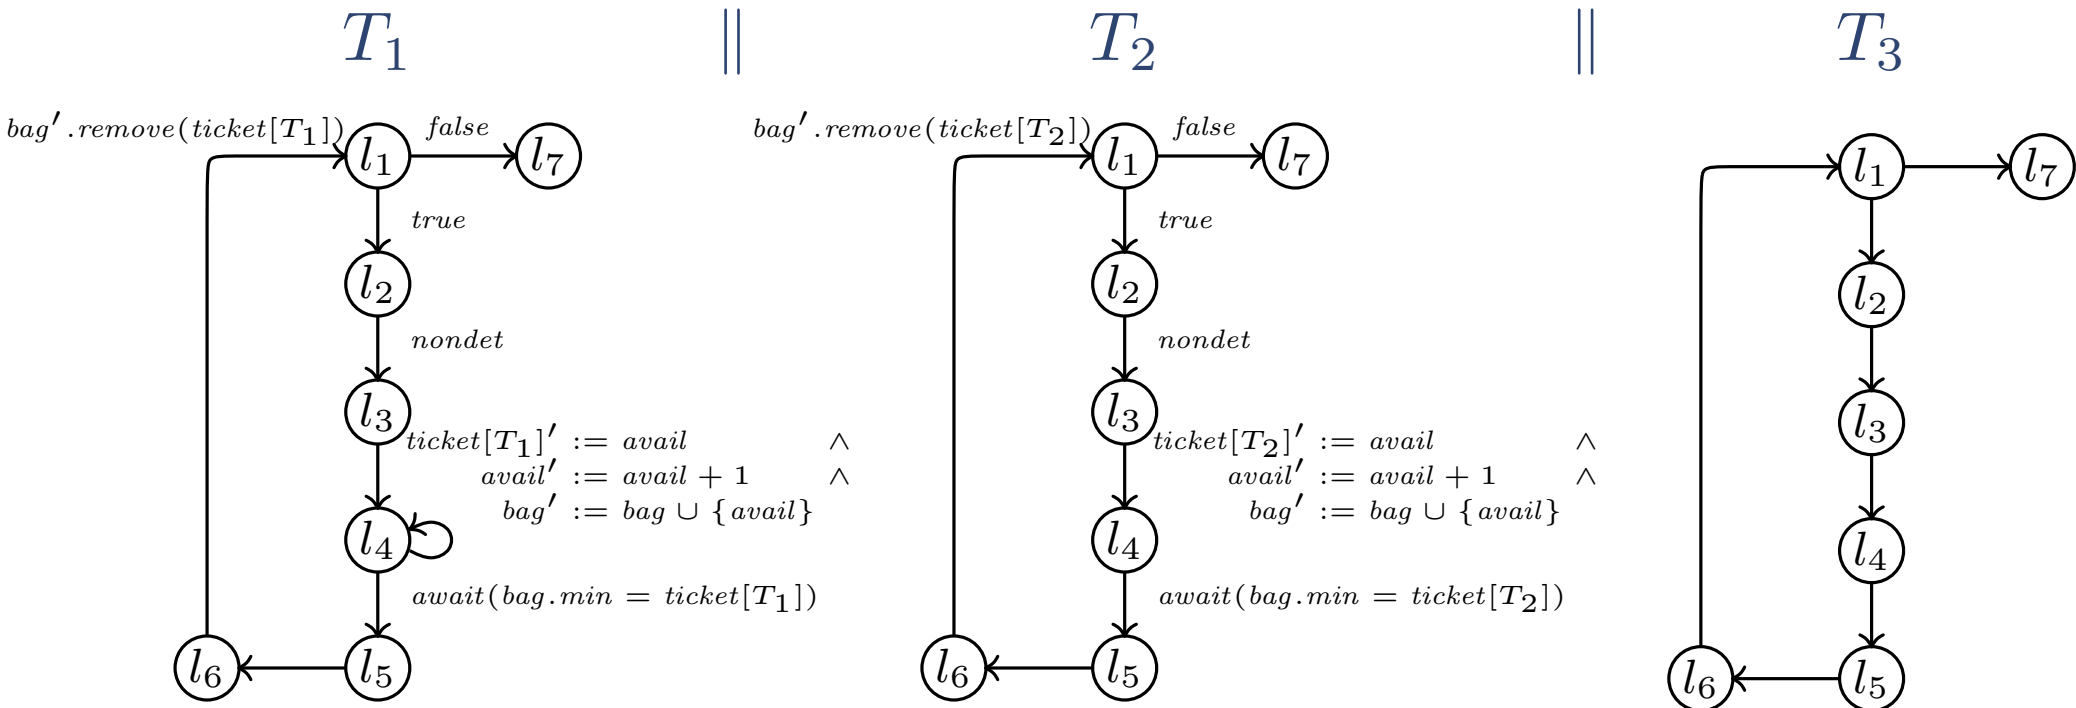 T₁ ∥ T₂ ∥ T₃
bag′.remove(ticket[T₁])
l₁
false
l₇
true
l₂
nondet
l₃
ticket[T₁]′ := avail ∧
avail′ := avail + 1 ∧
bag′ := bag ∪ {avail}
l₄
await(bag.min = ticket[T₁])
l₆
l₅
bag′.remove(ticket[T₂])
l₁
false
l₇
true
l₂
nondet
l₃
ticket[T₂]′ := avail ∧
avail′ := avail + 1 ∧
bag′ := bag ∪ {avail}
l₄
await(bag.min = ticket[T₂])
l₆
l₅
l₁
l₇
l₂
l₃
l₄
l₆
l₅